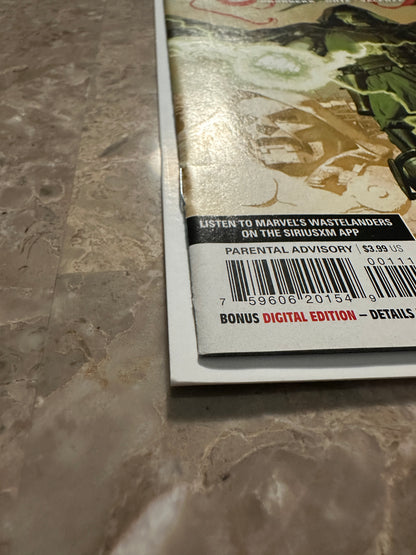 LISTEN TO MARVEL'S WASTELANDERS
ON THE SIRIUSXM APP
PARENTAL ADVISORY | $3.99 US
00111
7 59606 20154 9
BONUS DIGITAL EDITION – DETAILS